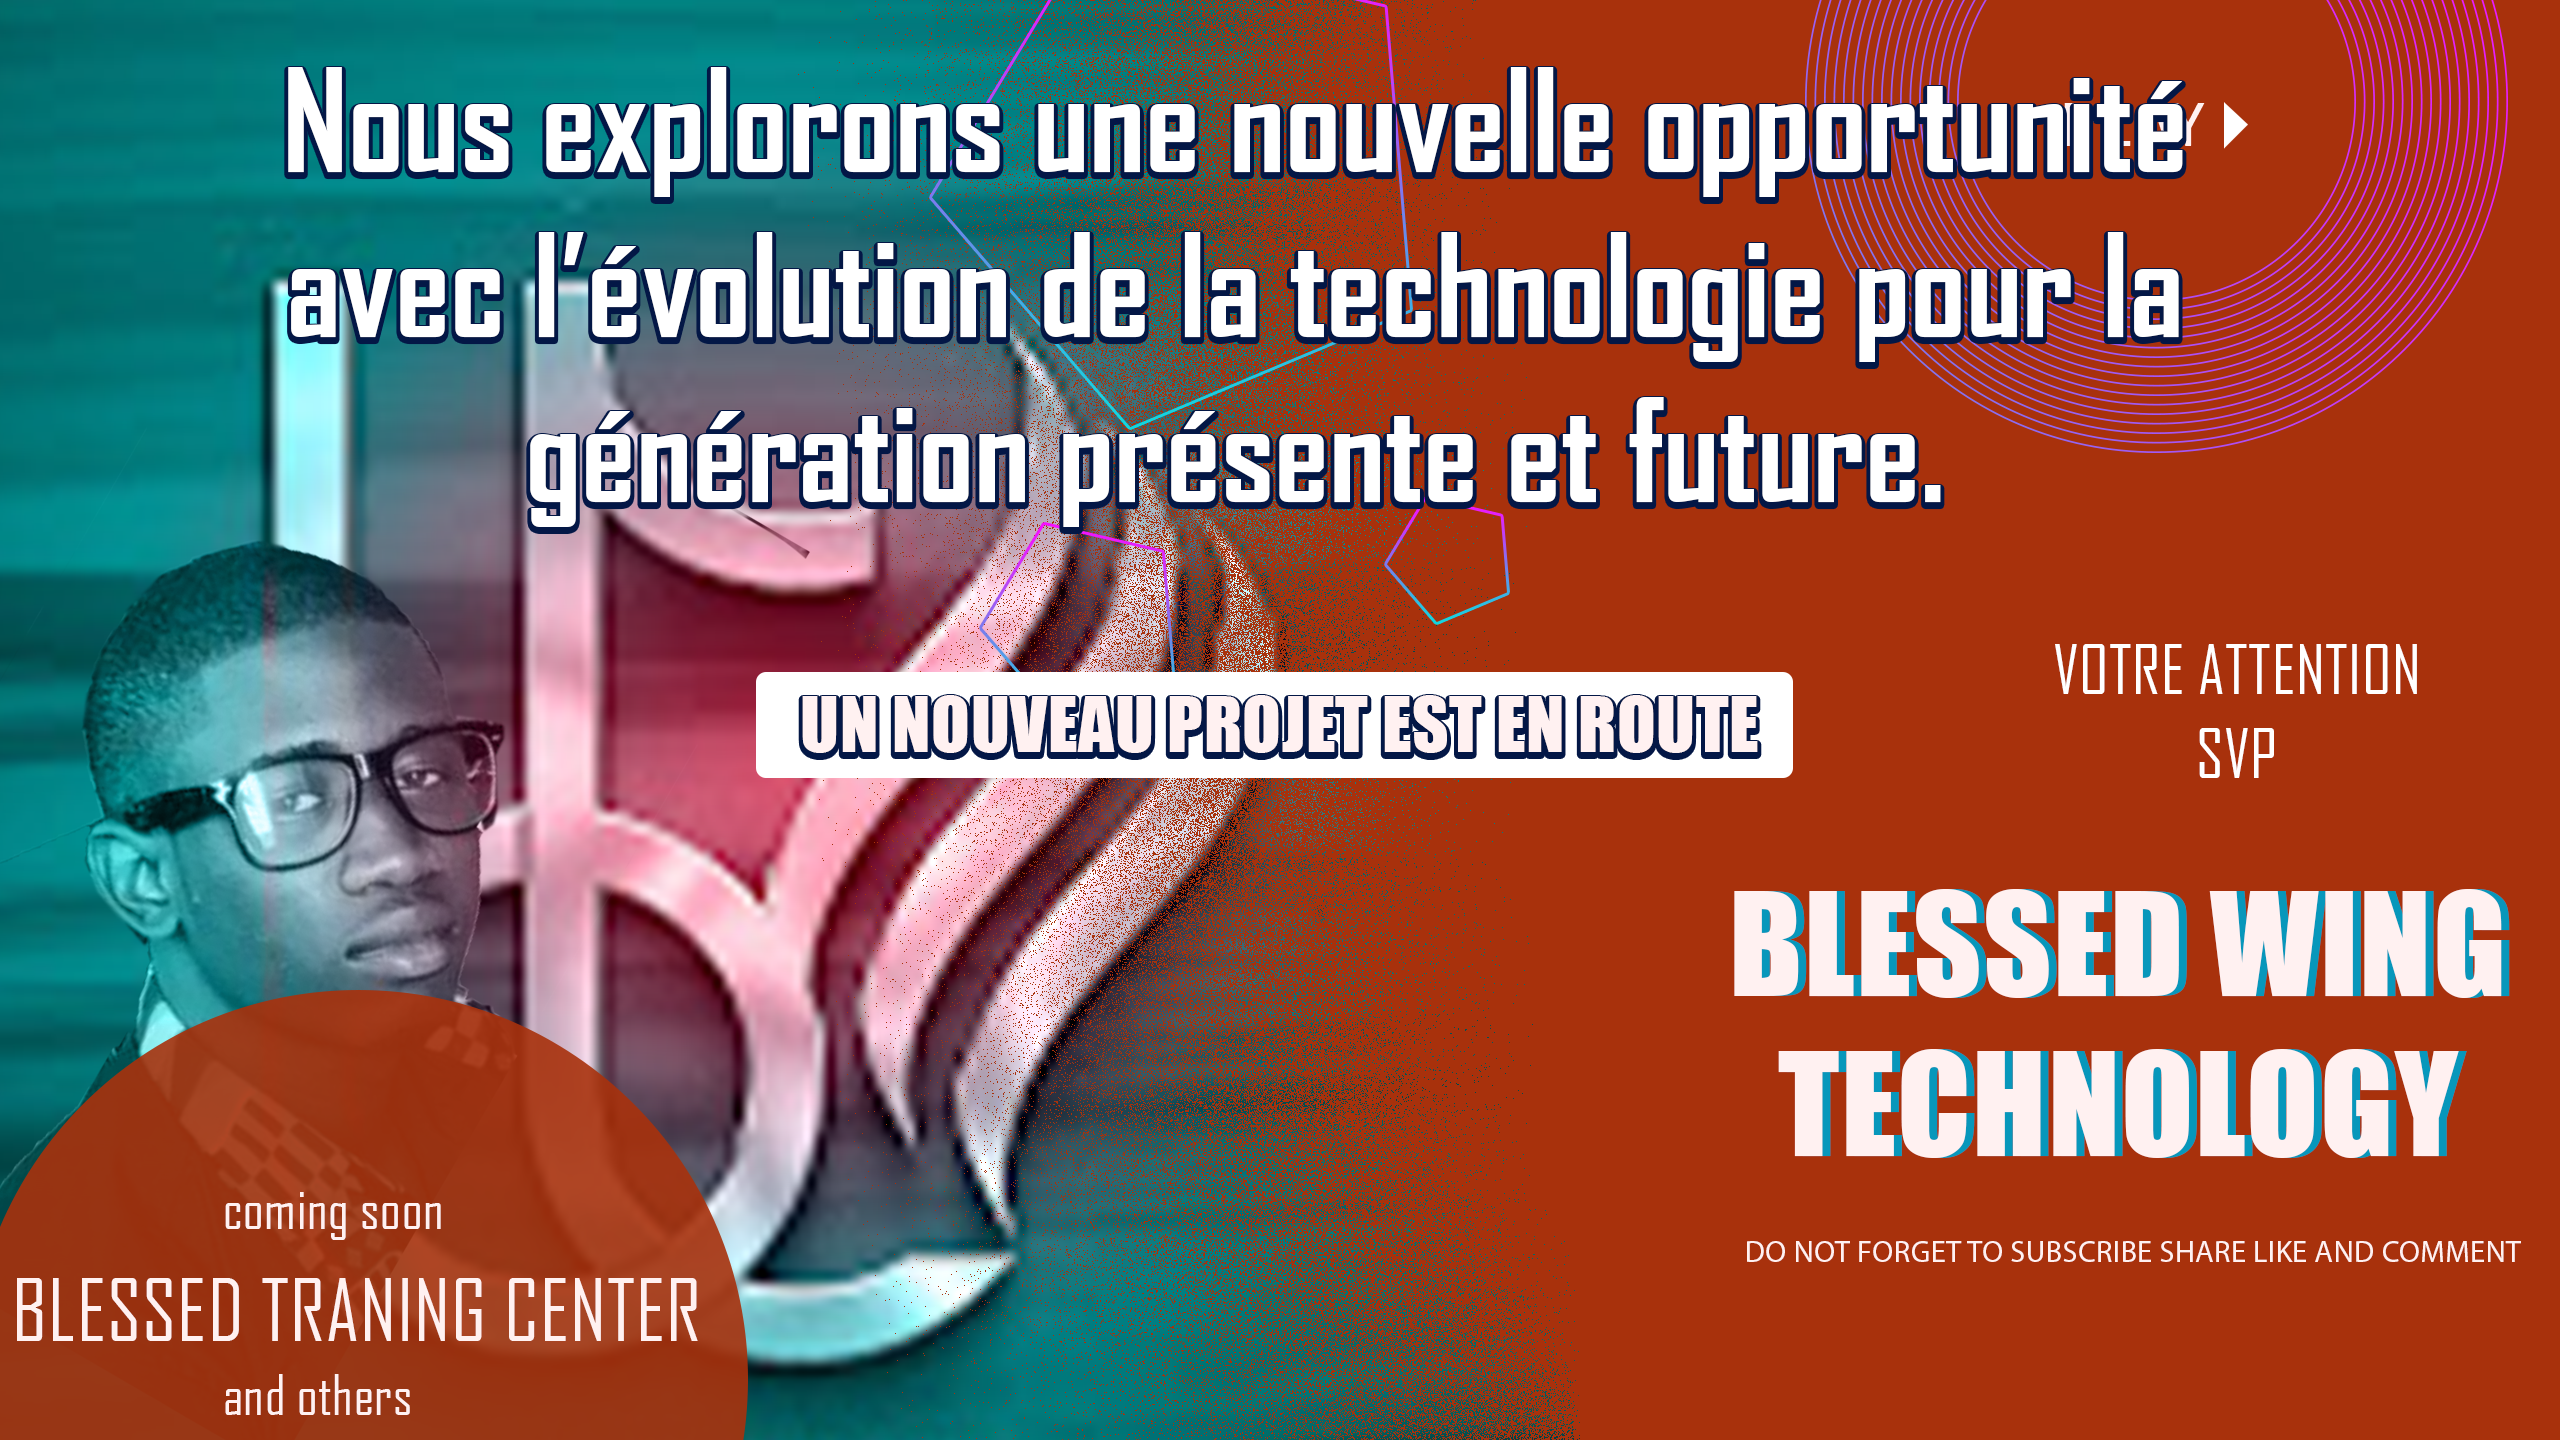 Nous explorons une nouvelle opportunité
avec l'évolution de la technologie pour la
génération présente et future.
UN NOUVEAU PROJET EST EN ROUTE
VOTRE ATTENTION
SVP
BLESSED WING
TECHNOLOGY
DO NOT FORGET TO SUBSCRIBE SHARE LIKE AND COMMENT
coming soon
BLESSED TRANING CENTER
and others